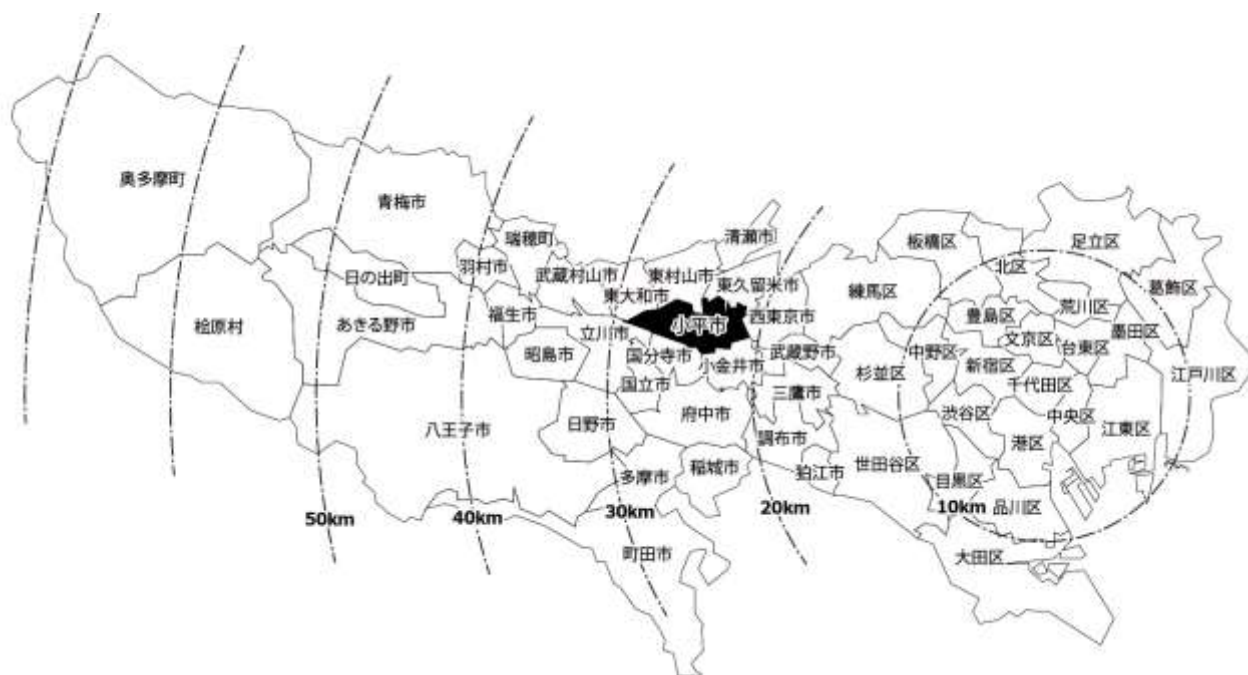 奥多摩町
青梅市
瑞穂町
清瀬市
板橋区
足立区
羽村市
武蔵村山市
東村山市
北区
日の出町
東大和市
東久留米市
練馬区
葛飾区
荒川区
桧原村
あきる野市
福生市
立川市
小平市
西東京市
豊島区
文京区
墨田区
昭島市
国分寺市
小金井市
武蔵野市
中野区
台東区
杉並区
新宿区
江戸川区
国立市
三鷹市
千代田区
八王子市
日野市
府中市
渋谷区
中央区
調布市
港区
江東区
多摩市
稲城市
狛江市
世田谷区
目黒区
50km
40km
30km
20km
10km
品川区
町田市
大田区